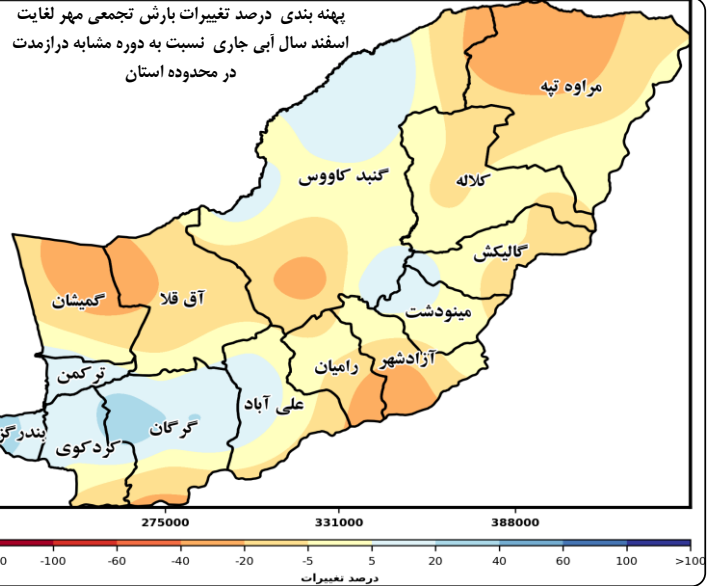 پهنه بندی درصد تغییرات بارش تجمعی مهر لغایت
اسفند سال آبی جاری نسبت به دوره مشابه درازمدت
در محدوده استان
مراوه تپه
گنبد کاووس
کلاله
گالیکش
گمیشان
آق قلا
مینودشت
ترکمن
رامیان
آزادشهر
علی آباد
بندرگز
کردکوی
گرگان
275000 331000 388000
0 -100 -60 -40 -20 -5 5 20 40 60 100 >100
درصد تغییرات